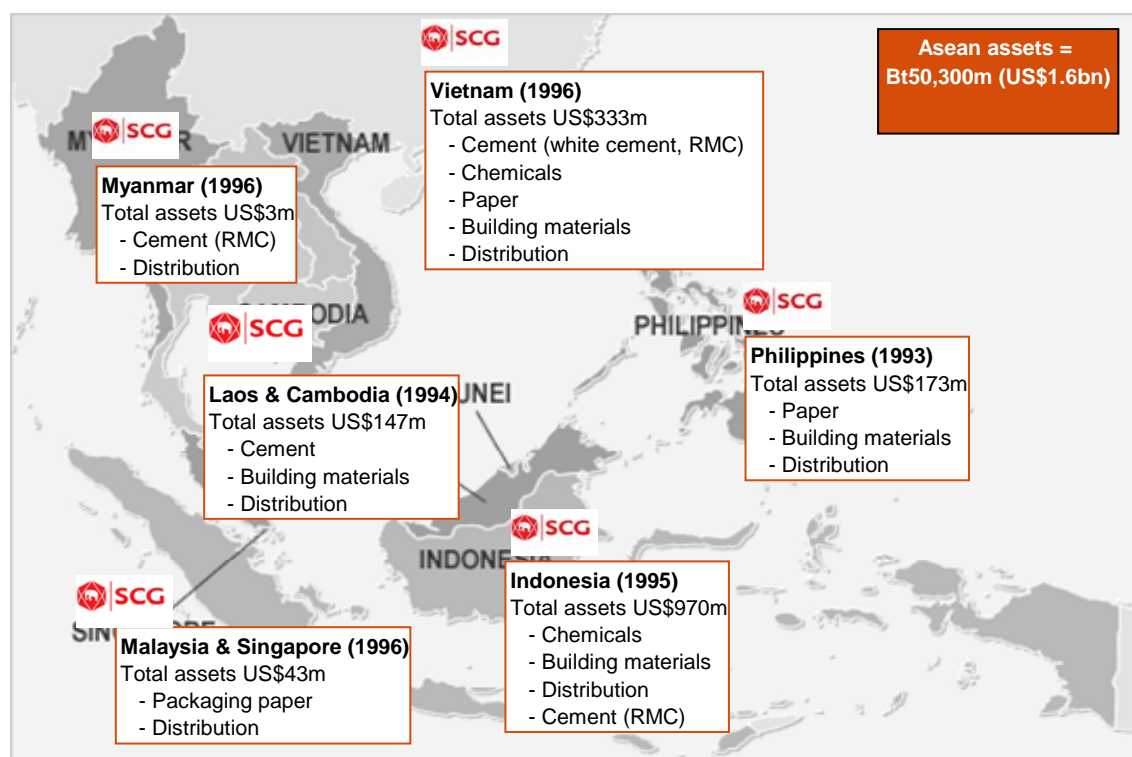 SCG
Asean assets =
Bt50,300m (US$1.6bn)
Vietnam (1996)
Total assets US$333m
- Cement (white cement, RMC)
- Chemicals
- Paper
- Building materials
- Distribution
SCG
VIETNAM
Myanmar (1996)
Total assets US$3m
- Cement (RMC)
- Distribution
SCG
SCG
PHILIPPINES
Philippines (1993)
Total assets US$173m
- Paper
- Building materials
- Distribution
Laos & Cambodia (1994)
Total assets US$147m
- Cement
- Building materials
- Distribution
SCG
INDONESIA
Indonesia (1995)
Total assets US$970m
- Chemicals
- Building materials
- Distribution
- Cement (RMC)
SCG
Malaysia & Singapore (1996)
Total assets US$43m
- Packaging paper
- Distribution